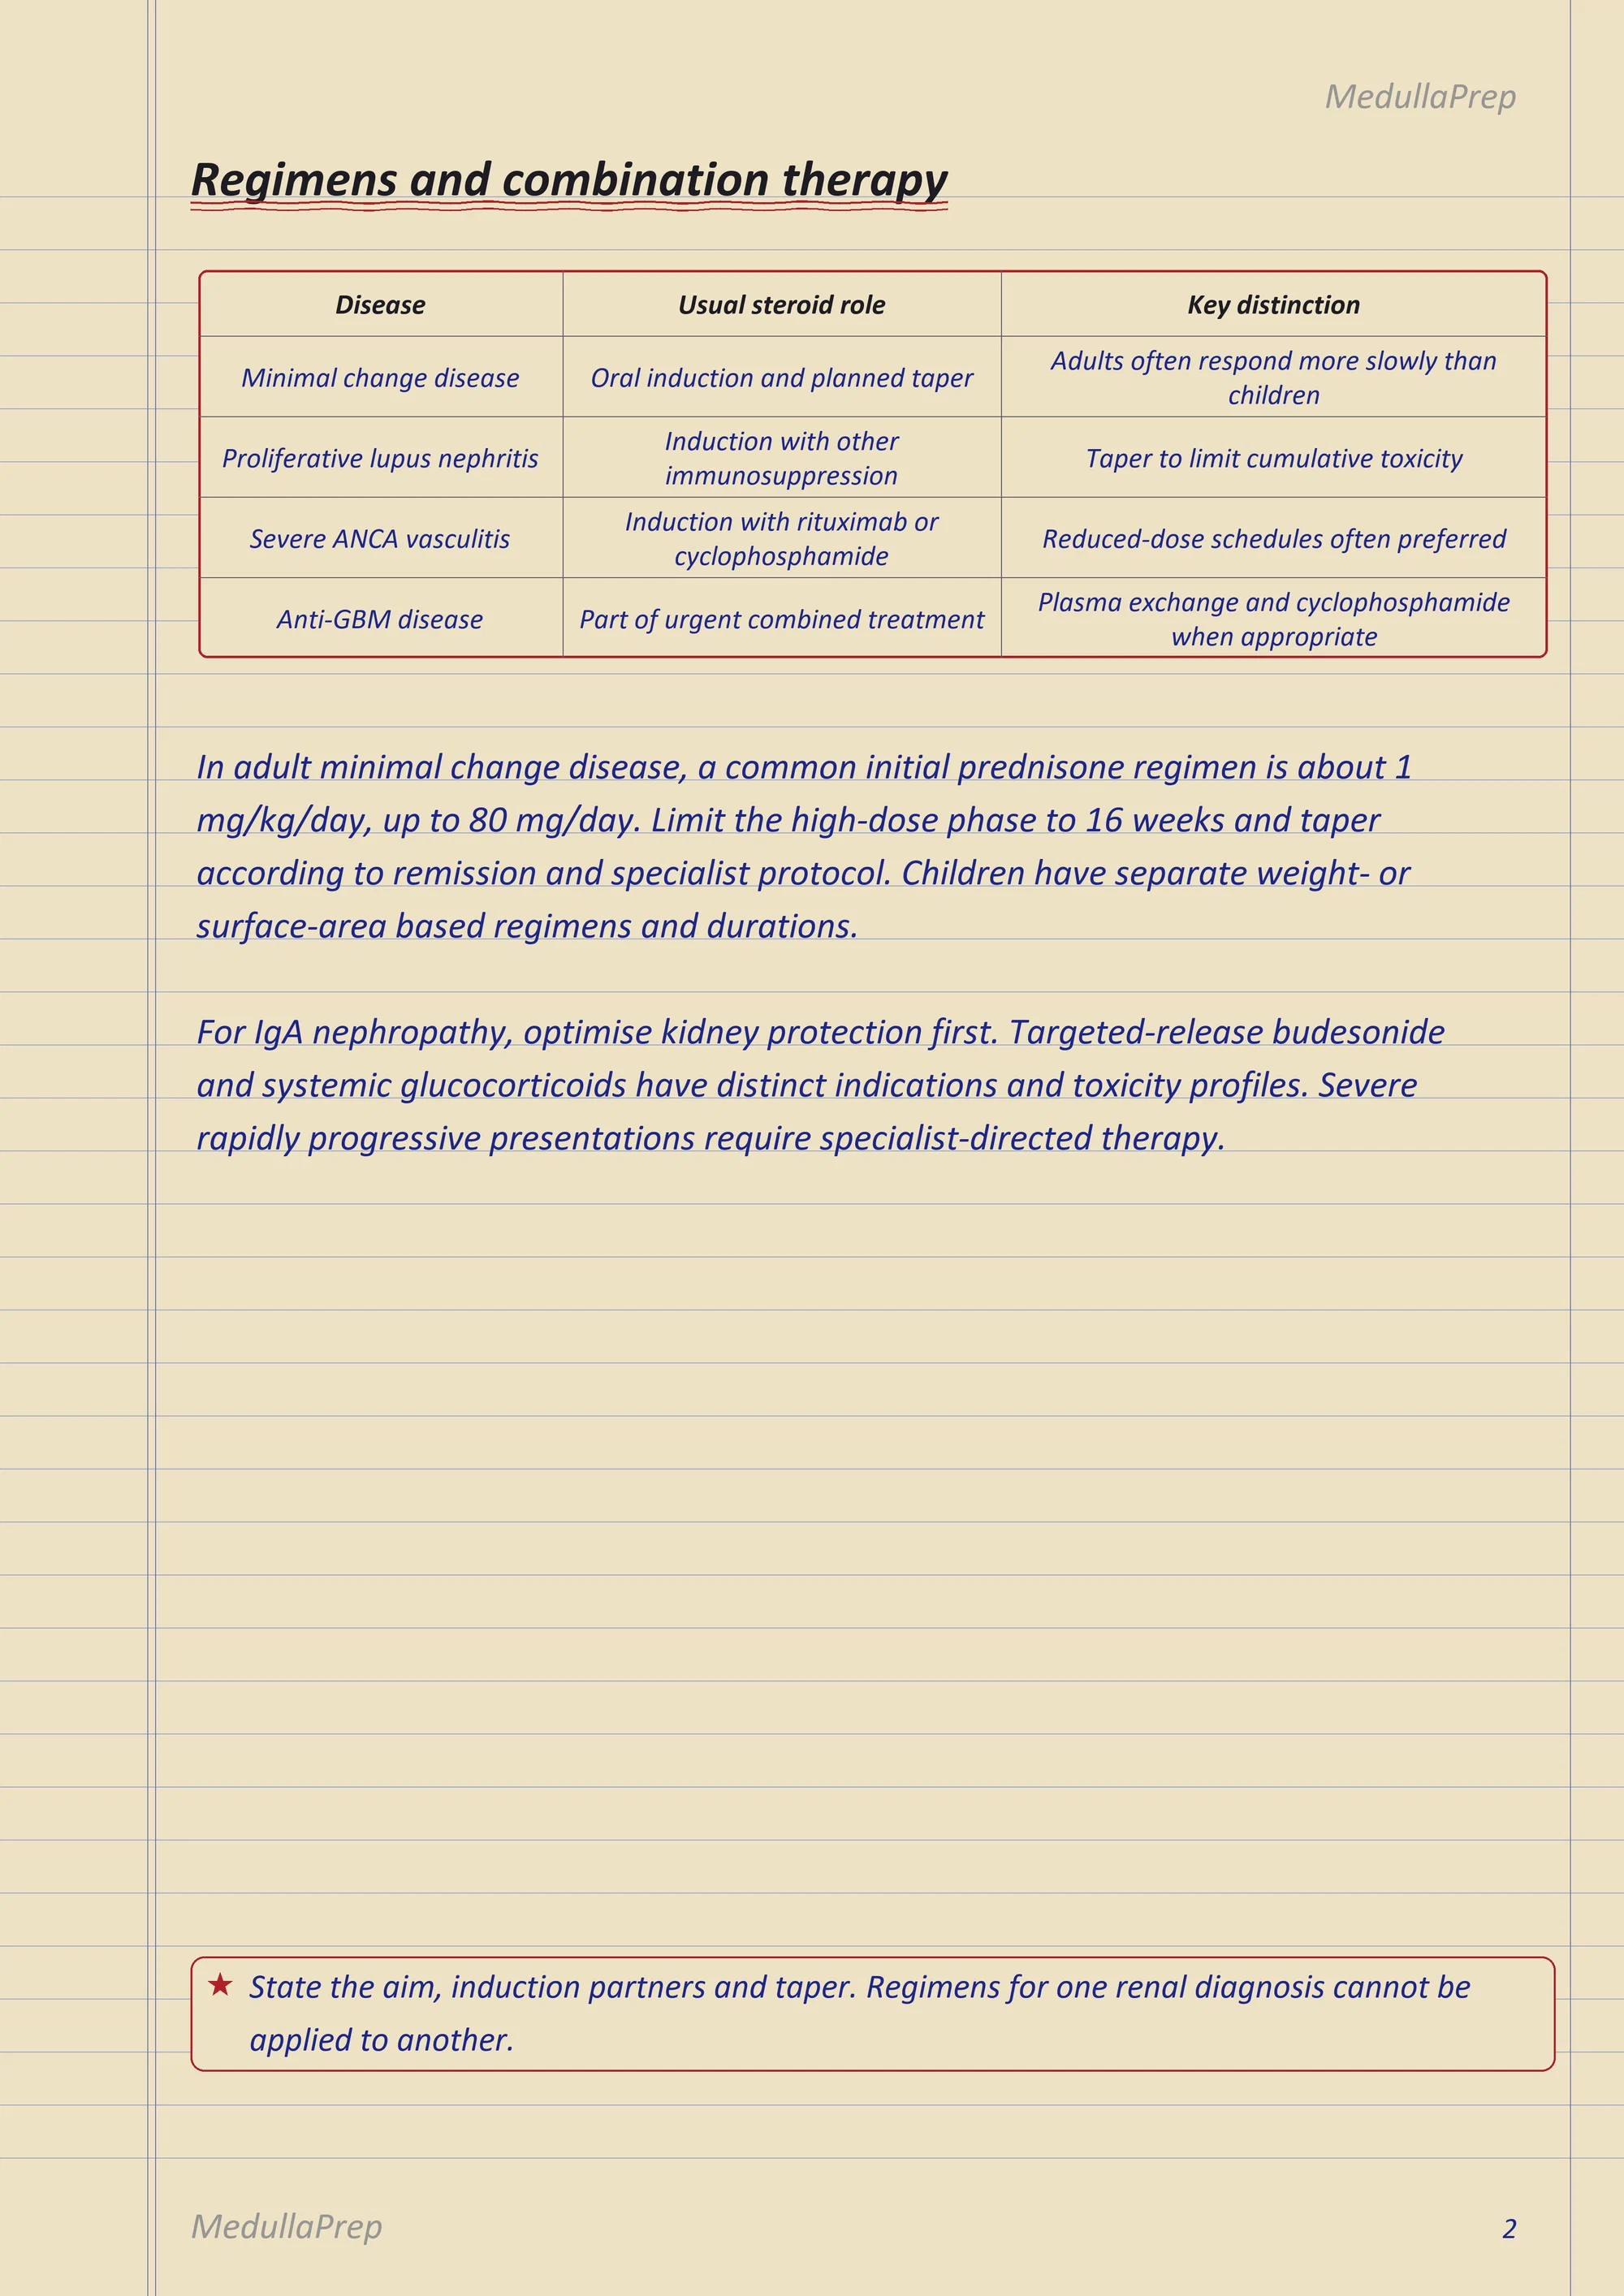 MedullaPrep
Regimens and combination therapy
Disease
Usual steroid role
Key distinction
Minimal change disease
Oral induction and planned taper
Adults often respond more slowly than
children
Proliferative lupus nephritis
Induction with other
immunosuppression
Taper to limit cumulative toxicity
Severe ANCA vasculitis
Induction with rituximab or
cyclophosphamide
Reduced-dose schedules often preferred
Anti-GBM disease
Part of urgent combined treatment
Plasma exchange and cyclophosphamide
when appropriate
In adult minimal change disease, a common initial prednisone regimen is about 1
mg/kg/day, up to 80 mg/day. Limit the high-dose phase to 16 weeks and taper
according to remission and specialist protocol. Children have separate weight- or
surface-area based regimens and durations.
For IgA nephropathy, optimise kidney protection first. Targeted-release budesonide
and systemic glucocorticoids have distinct indications and toxicity profiles. Severe
rapidly progressive presentations require specialist-directed therapy.
★ State the aim, induction partners and taper. Regimens for one renal diagnosis cannot be
applied to another.
MedullaPrep
2